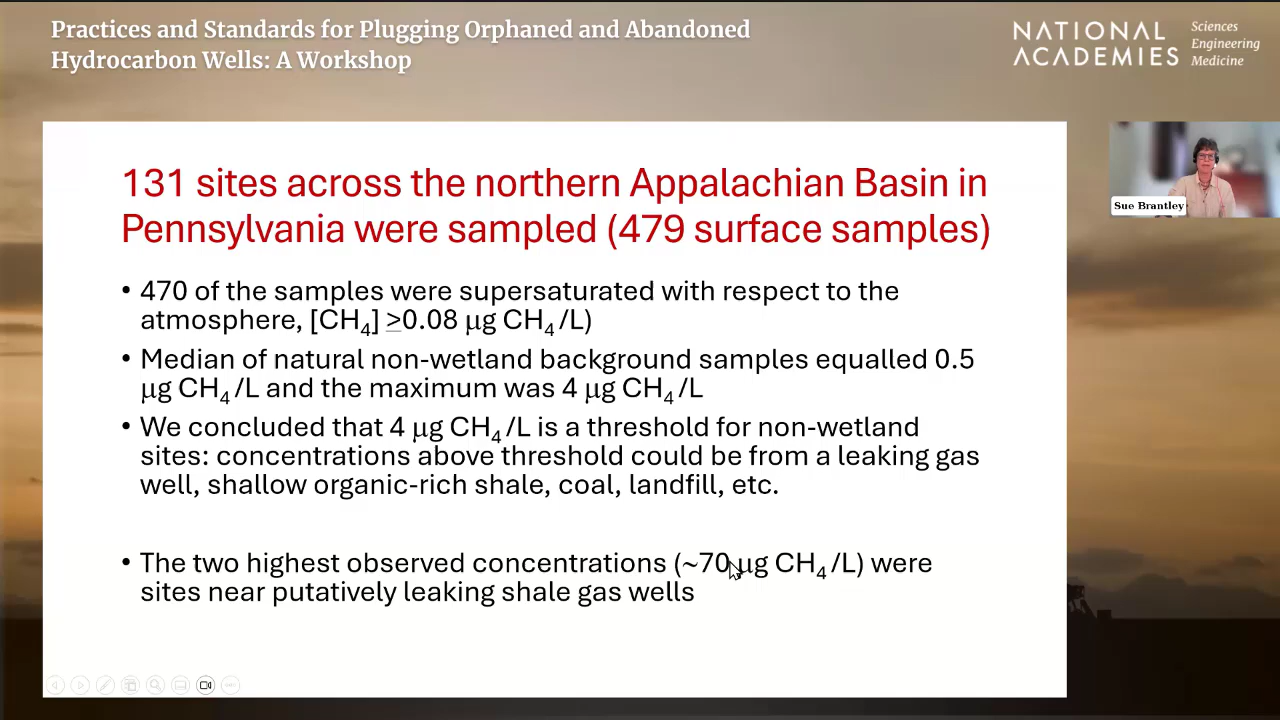 Practices and Standards for Plugging Orphaned and Abandoned
Hydrocarbon Wells: A Workshop
NATIONAL
ACADEMIES
Sciences
Engineering
Medicine
131 sites across the northern Appalachian Basin in
Pennsylvania were sampled (479 surface samples)
• 470 of the samples were supersaturated with respect to the
atmosphere, [CH₄] ≥0.08 µg CH₄/L)
• Median of natural non-wetland background samples equalled 0.5
µg CH₄/L and the maximum was 4 µg CH₄/L
• We concluded that 4 µg CH₄/L is a threshold for non-wetland
sites: concentrations above threshold could be from a leaking gas
well, shallow organic-rich shale, coal, landfill, etc.
• The two highest observed concentrations (~70 µg CH₄/L) were
sites near putatively leaking shale gas wells
Sue Brantley